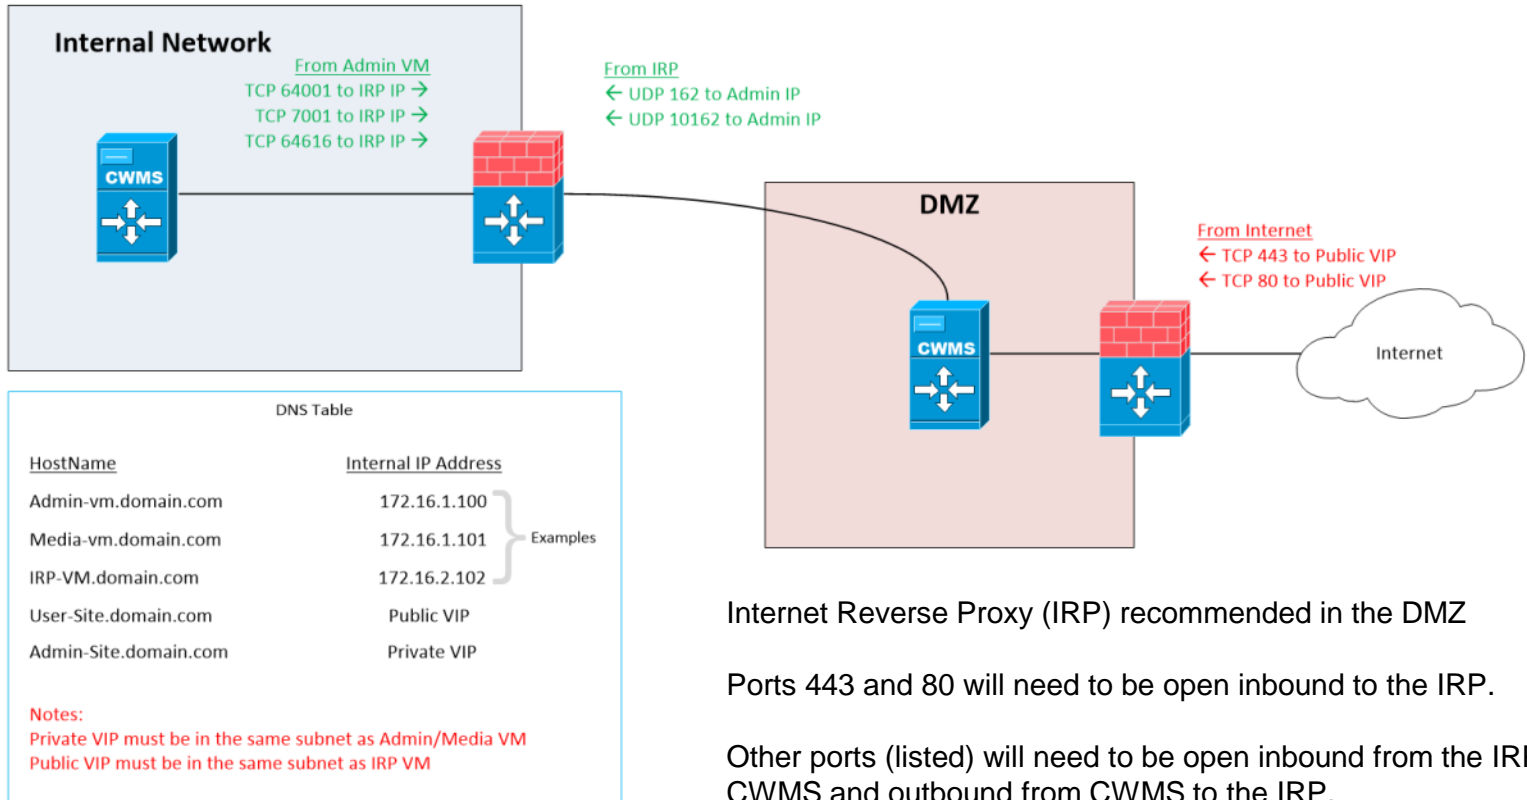 Internal Network
From Admin VM
TCP 64001 to IRP IP →
TCP 7001 to IRP IP →
TCP 64616 to IRP IP →
From IRP
← UDP 162 to Admin IP
← UDP 10162 to Admin IP
CWMS
DMZ
From Internet
← TCP 443 to Public VIP
← TCP 80 to Public VIP
CWMS
Internet
DNS Table
HostName Internal IP Address
Admin-vm.domain.com 172.16.1.100
Media-vm.domain.com 172.16.1.101
Examples
IRP-VM.domain.com 172.16.2.102
User-Site.domain.com Public VIP
Admin-Site.domain.com Private VIP
Notes:
Private VIP must be in the same subnet as Admin/Media VM
Public VIP must be in the same subnet as IRP VM
Internet Reverse Proxy (IRP) recommended in the DMZ
Ports 443 and 80 will need to be open inbound to the IRP.
Other ports (listed) will need to be open inbound from the
CWMS and outbound from CWMS to the IRP.